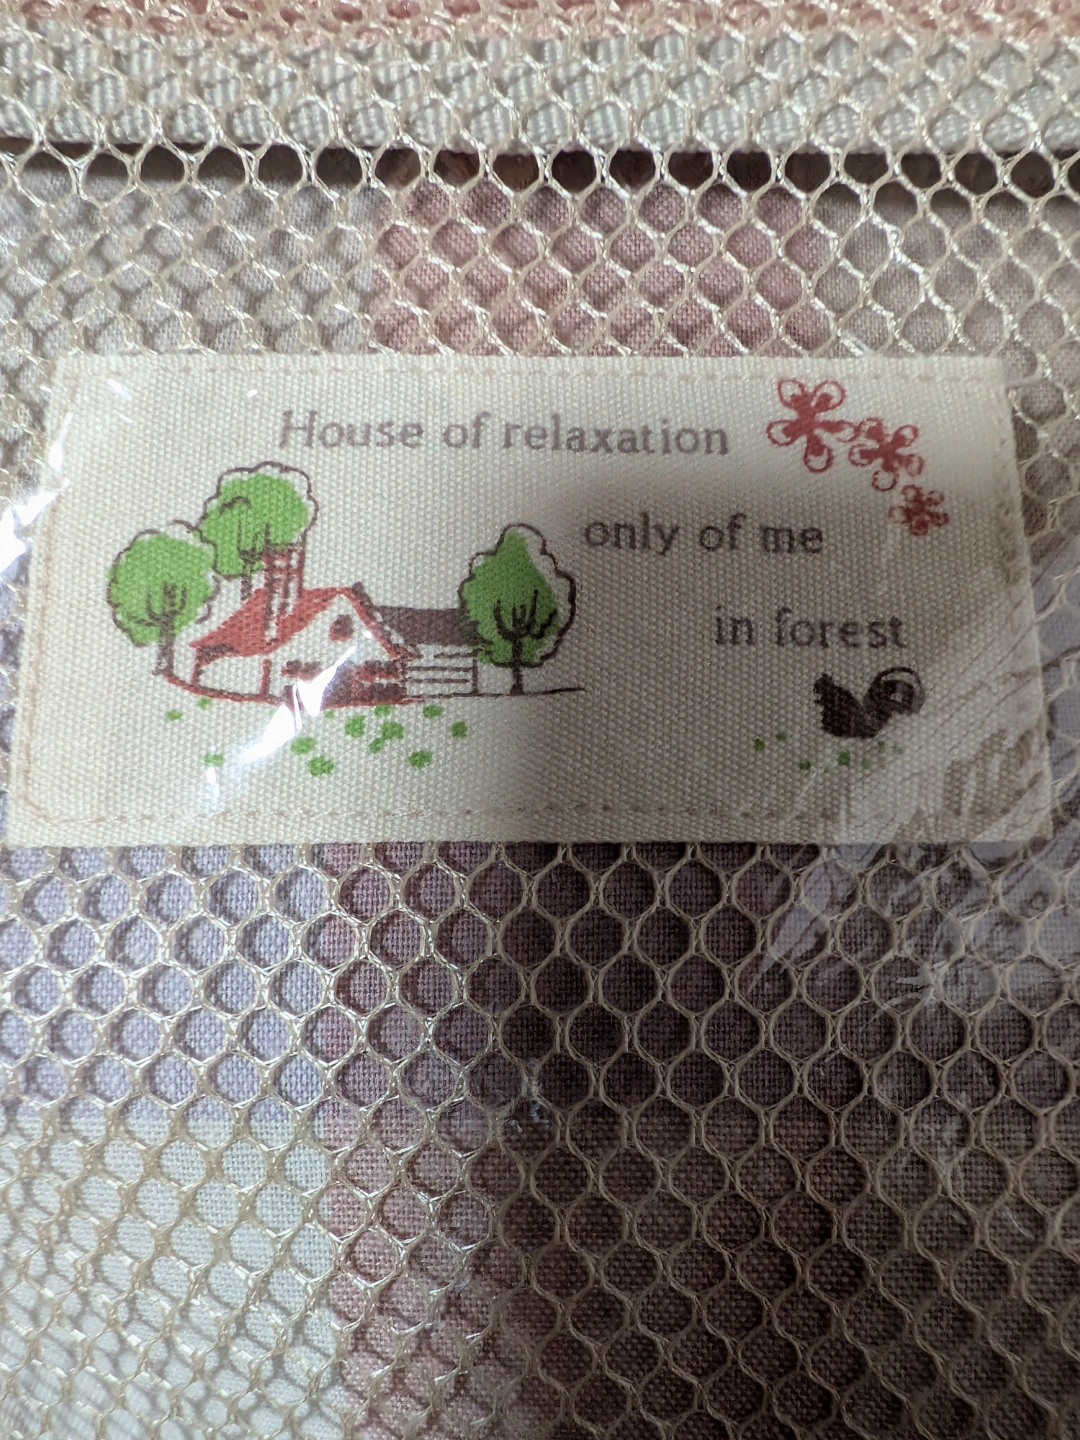 House of relaxation
only of me
in forest